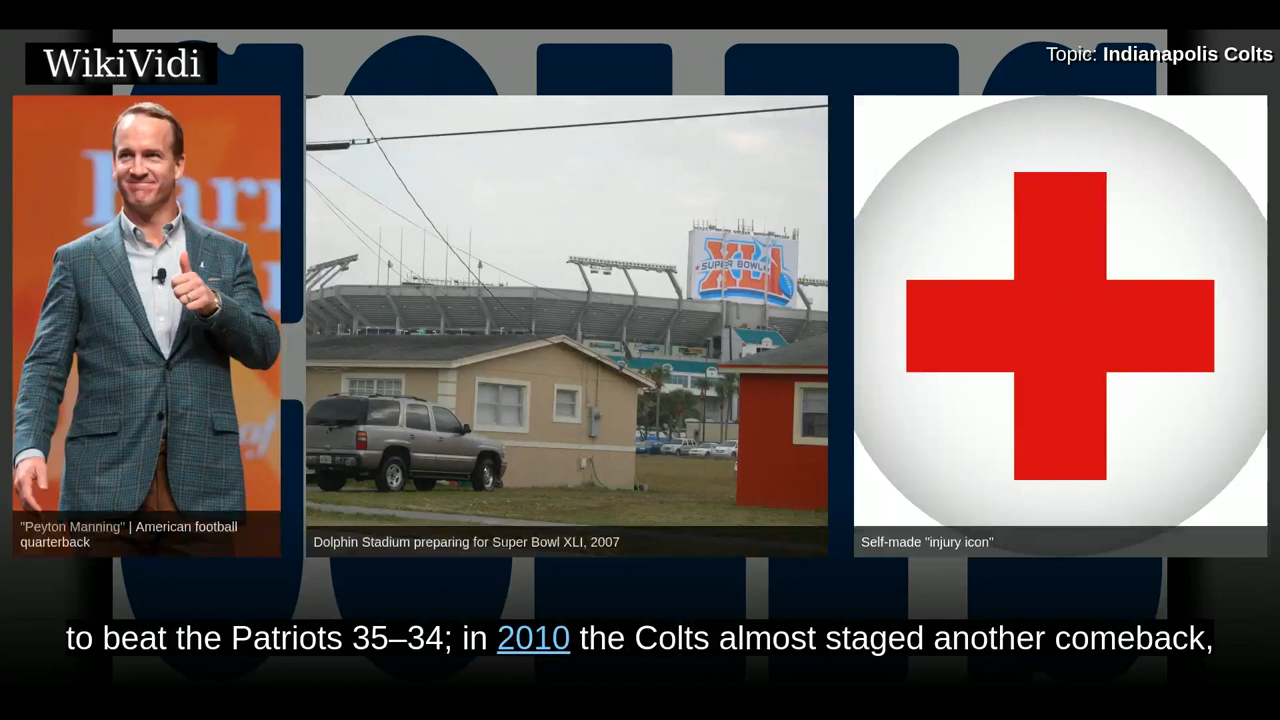 WikiVidi
Topic: Indianapolis Colts
SUPER BOWL
XLI
"Peyton Manning" | American football
quarterback
Dolphin Stadium preparing for Super Bowl XLI, 2007
Self-made "injury icon"
to beat the Patriots 35–34; in 2010 the Colts almost staged another comeback,